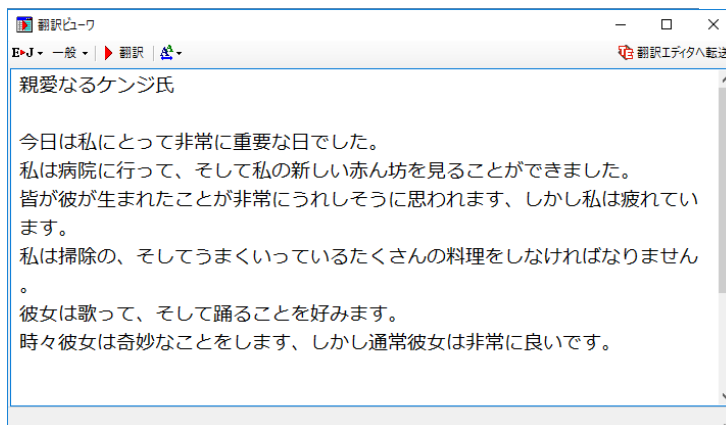 翻訳ビューワ
E▸J 一般 翻訳 A 翻訳エディタへ転送
親愛なるケンジ氏
今日は私にとって非常に重要な日でした。
私は病院に行って、そして私の新しい赤ん坊を見ることができました。
皆が彼が生まれたことが非常にうれしそうに思われます、しかし私は疲れてい
ます。
私は掃除の、そしてうまくいっているたくさんの料理をしなければなりません
。
彼女は歌って、そして踊ることを好みます。
時々彼女は奇妙なことをします、しかし通常彼女は非常に良いです。